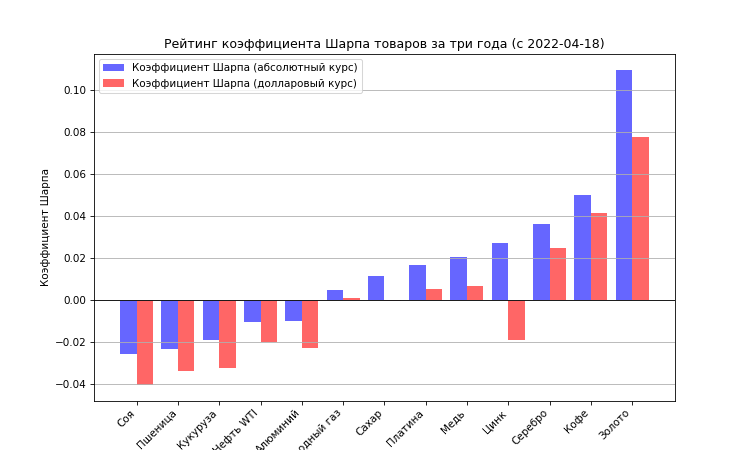 Рейтинг коэффициента Шарпа товаров за три года (с 2022-04-18)
Коэффициент Шарпа (абсолютный курс)
Коэффициент Шарпа (долларовый курс)
Коэффициент Шарпа
0.10
0.08
0.06
0.04
0.02
0.00
−0.02
−0.04
Соя
Пшеница
Кукуруза
Нефть WTI
Алюминий
одный газ
Сахар
Платина
Медь
Цинк
Серебро
Кофе
Золото